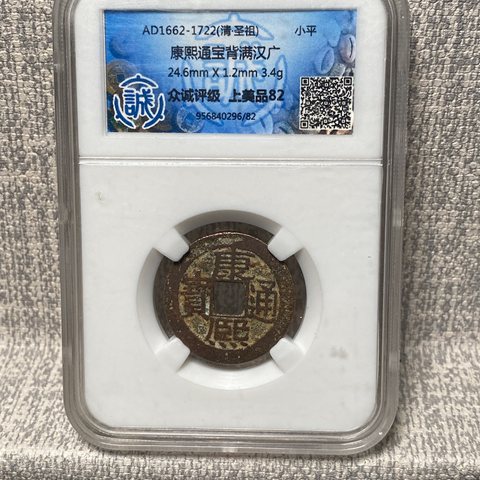 AD1662-1722(清·圣祖) 小平
康熙通宝背满汉广
24.6mm X 1.2mm 3.4g
众诚评级 上美品82
956840296/82
誠
康熙通寳